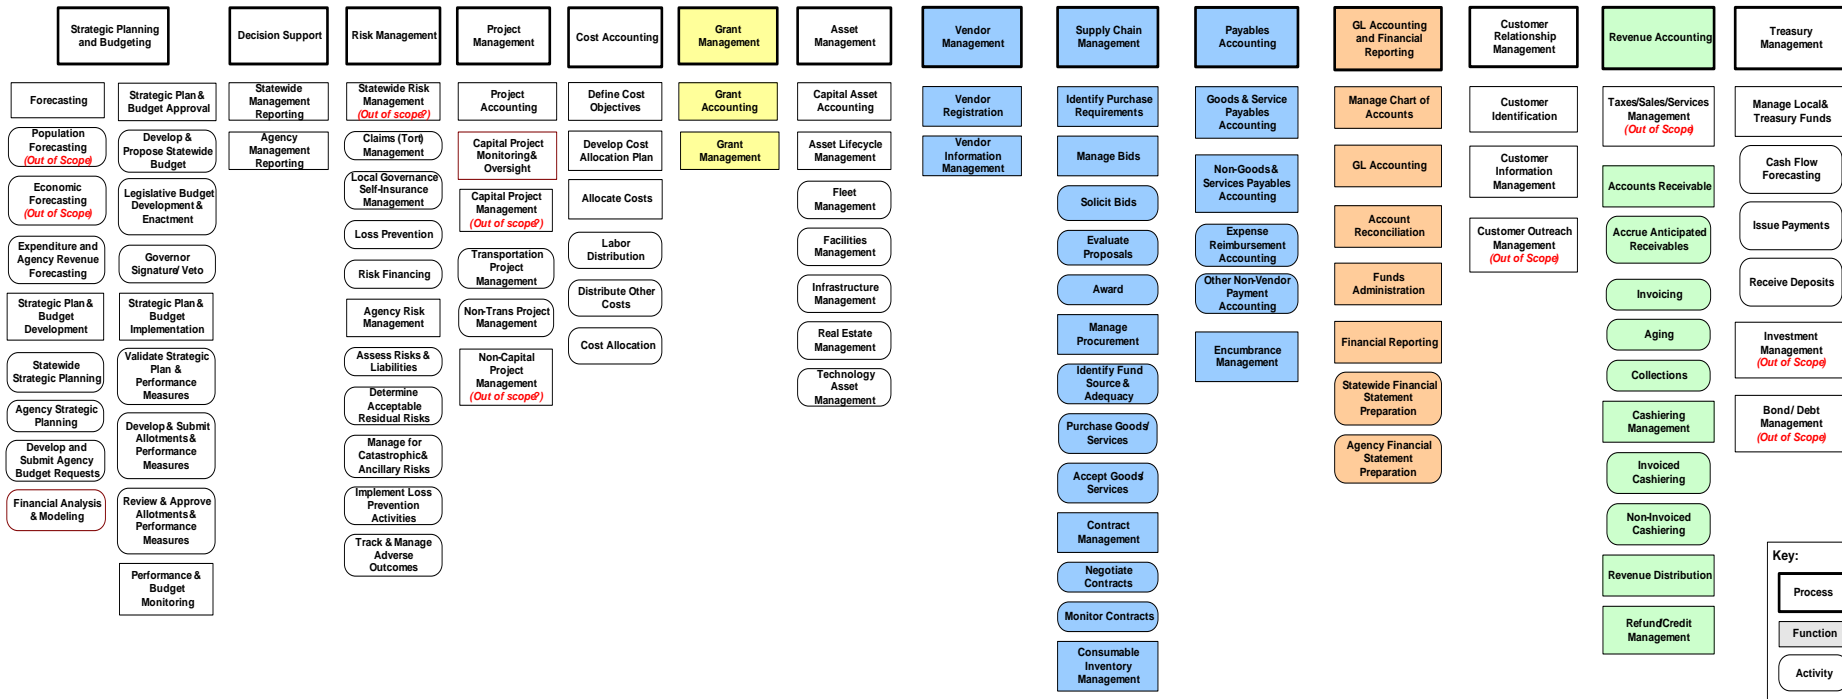 Strategic Planning
and Budgeting
Decision Support
Risk Management
Project
Management
Cost Accounting
Grant
Management
Asset
Management
Vendor
Management
Supply Chain
Management
Payables
Accounting
GL Accounting
and Financial
Reporting
Customer
Relationship
Management
Revenue Accounting
Treasury
Management
Forecasting
Population
Forecasting
(Out of Scope)
Economic
Forecasting
(Out of Scope)
Expenditure and
Agency Revenue
Forecasting
Strategic Plan &
Budget
Development
Statewide
Strategic Planning
Agency Strategic
Planning
Develop and
Submit Agency
Budget Requests
Financial Analysis
& Modeling
Strategic Plan &
Budget Approval
Develop &
Propose Statewide
Budget
Legislative Budget
Development &
Enactment
Governor
Signature/ Veto
Strategic Plan &
Budget
Implementation
Validate Strategic
Plan &
Performance
Measures
Develop & Submit
Allotments &
Performance
Measures
Review & Approve
Allotments &
Performance
Measures
Performance &
Budget
Monitoring
Statewide
Management
Reporting
Agency
Management
Reporting
Statewide Risk
Management
(Out of scope?)
Claims (Tort)
Management
Local Governance
Self-Insurance
Management
Loss Prevention
Risk Financing
Agency Risk
Management
Assess Risks &
Liabilities
Determine
Acceptable
Residual Risks
Manage for
Catastrophic &
Ancillary Risks
Implement Loss
Prevention
Activities
Track & Manage
Adverse
Outcomes
Project
Accounting
Capital Project
Monitoring &
Oversight
Capital Project
Management
(Out of scope?)
Transportation
Project
Management
Non-Trans Project
Management
Non-Capital
Project
Management
(Out of scope?)
Define Cost
Objectives
Develop Cost
Allocation Plan
Allocate Costs
Labor
Distribution
Distribute Other
Costs
Cost Allocation
Grant
Accounting
Grant
Management
Capital Asset
Accounting
Asset Lifecycle
Management
Fleet
Management
Facilities
Management
Infrastructure
Management
Real Estate
Management
Technology
Asset
Management
Vendor
Registration
Vendor
Information
Management
Identify Purchase
Requirements
Manage Bids
Solicit Bids
Evaluate
Proposals
Award
Manage
Procurement
Identify Fund
Source &
Adequacy
Purchase Goods/
Services
Accept Goods/
Services
Contract
Management
Negotiate
Contracts
Monitor Contracts
Consumable
Inventory
Management
Goods & Service
Payables
Accounting
Non-Goods &
Services Payables
Accounting
Expense
Reimbursement
Accounting
Other Non-Vendor
Payment
Accounting
Encumbrance
Management
Manage Chart of
Accounts
GL Accounting
Account
Reconciliation
Funds
Administration
Financial Reporting
Statewide Financial
Statement
Preparation
Agency Financial
Statement
Preparation
Customer
Identification
Customer
Information
Management
Customer Outreach
Management
(Out of Scope)
Taxes/Sales/Services
Management
(Out of Scope)
Accounts Receivable
Accrue Anticipated
Receivables
Invoicing
Aging
Collections
Cashiering
Management
Invoiced
Cashiering
Non-Invoiced
Cashiering
Revenue Distribution
Refund/Credit
Management
Manage Local &
Treasury Funds
Cash Flow
Forecasting
Issue Payments
Receive Deposits
Investment
Management
(Out of Scope)
Bond / Debt
Management
(Out of Scope)
Key:
Process
Function
Activity